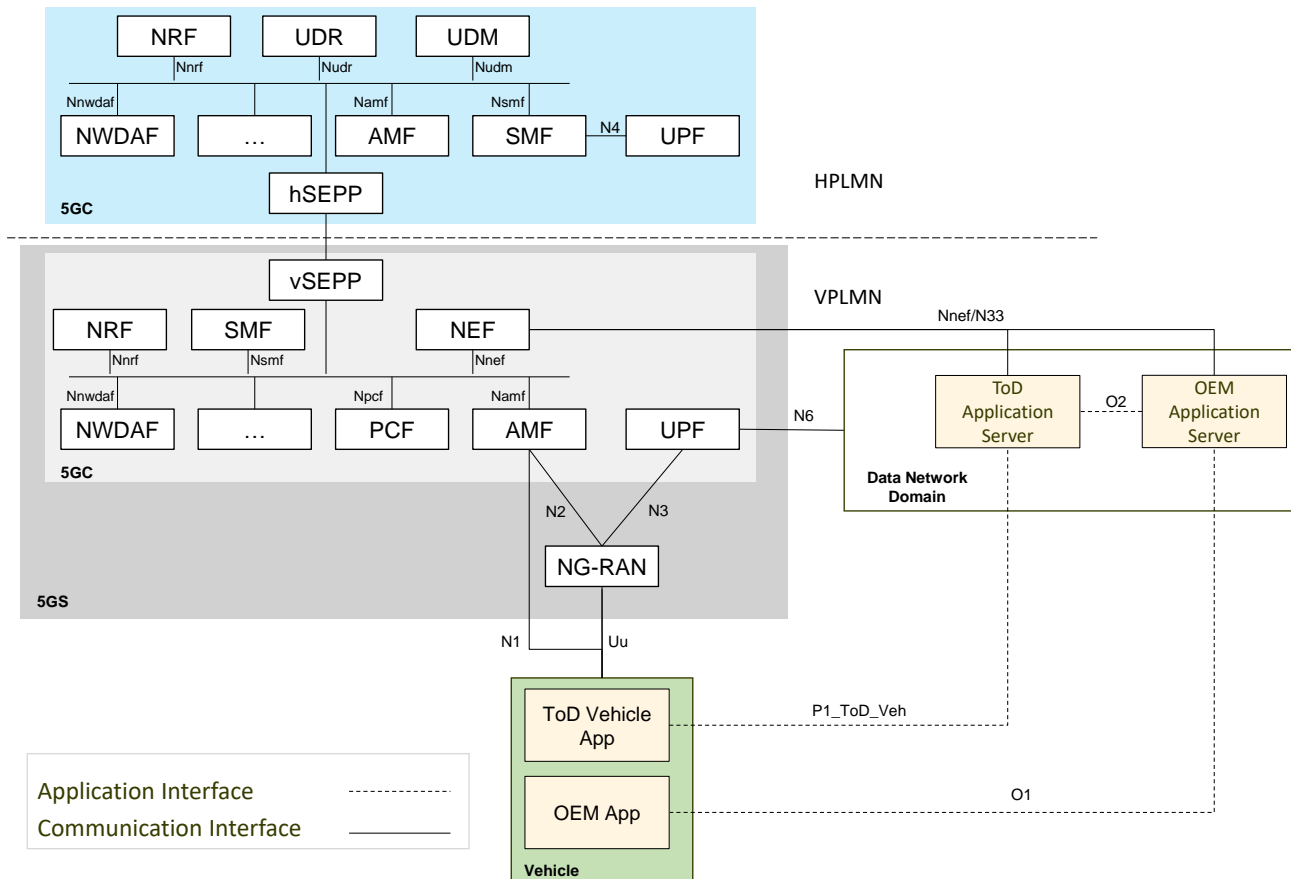 NRF
UDR
UDM
Nnrf
Nudr
Nudm
Nnwdaf
Namf
Nsmf
NWDAF
...
AMF
SMF
N4
UPF
hSEPP
5GC
HPLMN
vSEPP
VPLMN
NRF
SMF
NEF
Nnef/N33
Nnrf
Nsmf
Nnef
Nnwdaf
Npcf
Namf
NWDAF
...
PCF
AMF
UPF
N6
5GC
ToD
Application
Server
O2
OEM
Application
Server
Data Network
Domain
N2
N3
NG-RAN
5GS
N1
Uu
ToD Vehicle
App
P1_ToD_Veh
OEM App
O1
Vehicle
Application Interface
Communication Interface